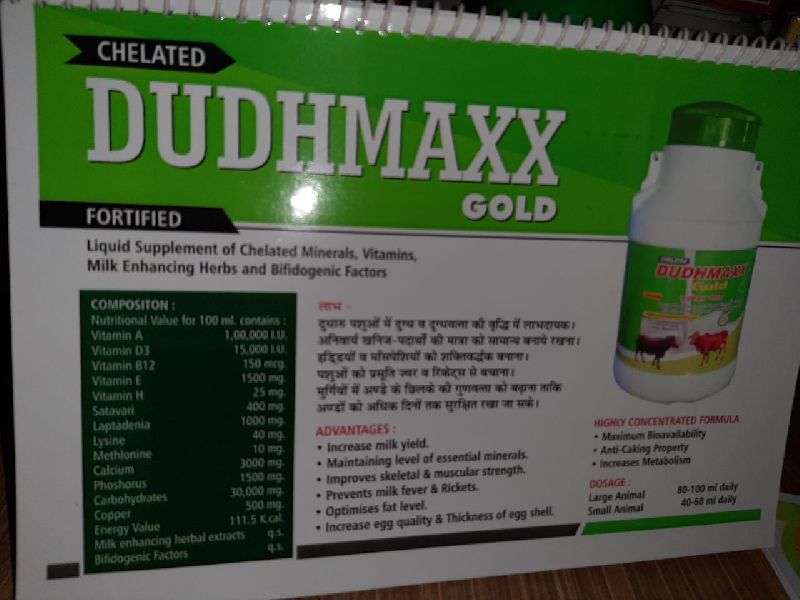 CHELATED
DUDHMAXX
GOLD
FORTIFIED
Liquid Supplement of Chelated Minerals, Vitamins,
Milk Enhancing Herbs and Bifidogenic Factors
COMPOSITON :
Nutritional Value for 100 ml. contains :
Vitamin A 1,00,000 I.U.
Vitamin D3 15,000 I.U.
Vitamin B12 150 mcg.
Vitamin E 1500 mg.
Vitamin H 25 mg.
Satavari 400 mg.
Laptadenia 1000 mg.
Lysine 40 mg.
Methlonine 10 mg.
Calcium 3000 mg.
Phoshorus 1500 mg.
Carbohydrates 30,000 mg.
Copper 500 mg.
Energy Value 111.5 K.cal.
Milk enhancing herbal extracts q.s.
Bifidogenic Factors q.s.
लाभ -
दुधारु पशुओं में दुग्ध व दुग्धवत्ता की वृद्धि में लाभदायक।
अनिवार्य खनिज-पदार्थों की मात्रा को सामान्य बनाये रखना।
हड्डियों व माँसपेशियों को शक्तिवर्द्धक बनाना।
पशुओं को प्रसूति ज्वर व रिकेट्स से बचाना।
मुर्गियों में अण्डे के छिलके की गुणवत्ता को बढ़ाना ताकि
अण्डों को अधिक दिनों तक सुरक्षित रखा जा सके।
ADVANTAGES :
• Increase milk yield.
• Maintaining level of essential minerals.
• Improves skeletal & muscular strength.
• Prevents milk fever & Rickets.
• Optimises fat level.
• Increase egg quality & Thickness of egg shell.
DUDHMAXX
Gold
HIGHLY CONCENTRATED FORMULA
• Maximum Bioavailability
• Anti-Caking Property
• Increases Metabolism
DOSAGE :
Large Animal 80-100 ml daily
Small Animal 40-60 ml daily